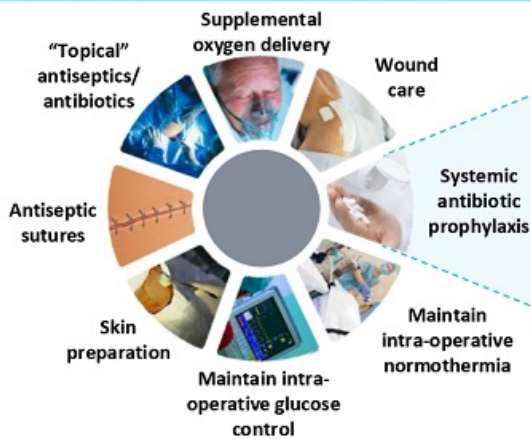 Supplemental
oxygen delivery
Wound
care
Systemic
antibiotic
prophylaxis
Maintain
intra-operative
normothermia
Maintain intra-
operative glucose
control
Skin
preparation
Antiseptic
sutures
“Topical”
antiseptics/
antibiotics